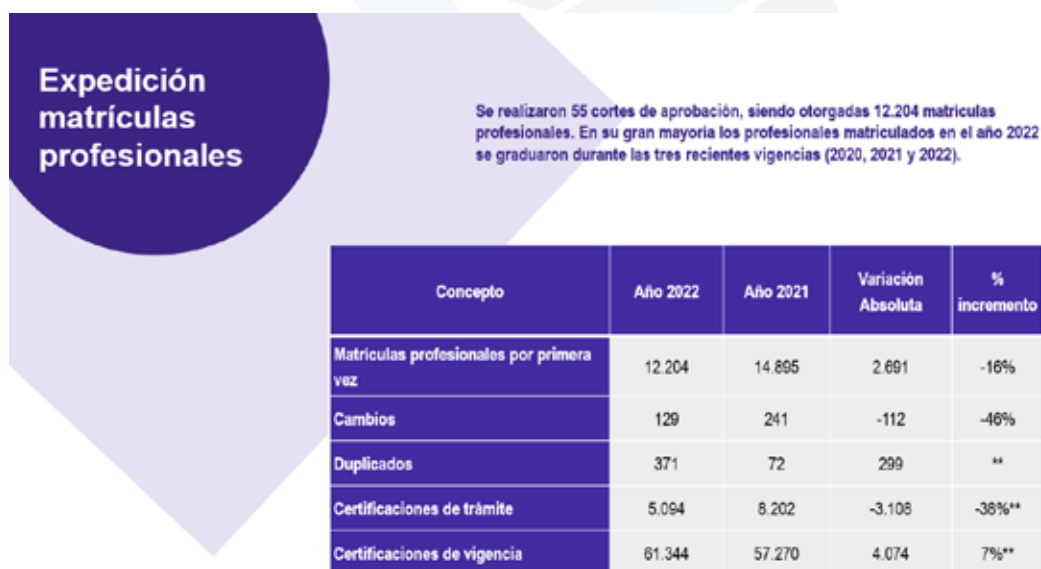 Expedición
matrículas
profesionales
Se realizaron 55 cortes de aprobación, siendo otorgadas 12.204 matrículas
profesionales. En su gran mayoría los profesionales matriculados en el año 2022
se graduaron durante las tres recientes vigencias (2020, 2021 y 2022).
Concepto Año 2022 Año 2021 Variación Absoluta % incremento
Matrículas profesionales por primera vez 12.204 14.895 2.691 -16%
Cambios 129 241 -112 -46%
Duplicados 371 72 299 **
Certificaciones de trámite 5.094 8.202 -3.108 -38%**
Certificaciones de vigencia 61.344 57.270 4.074 7%**